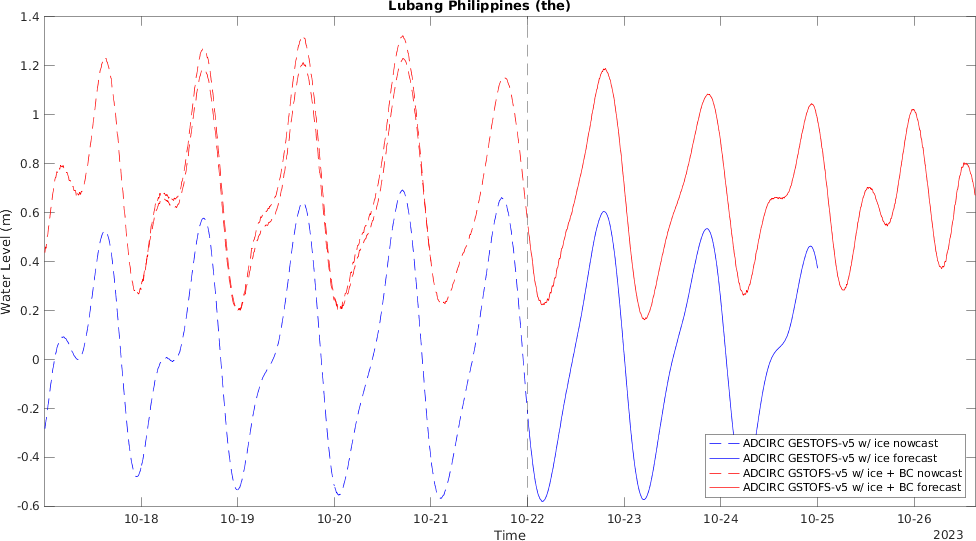 Lubang Philippines (the)
1.4
1.2
1
0.8
0.6
0.4
0.2
0
-0.2
-0.4
-0.6
Water Level (m)
ADCIRC GESTOFS-v5 w/ ice nowcast
ADCIRC GESTOFS-v5 w/ ice forecast
ADCIRC GSTOFS-v5 w/ ice + BC nowcast
ADCIRC GSTOFS-v5 w/ ice + BC forecast
10-18 10-19 10-20 10-21 10-22 10-23 10-24 10-25 10-26
Time
2023